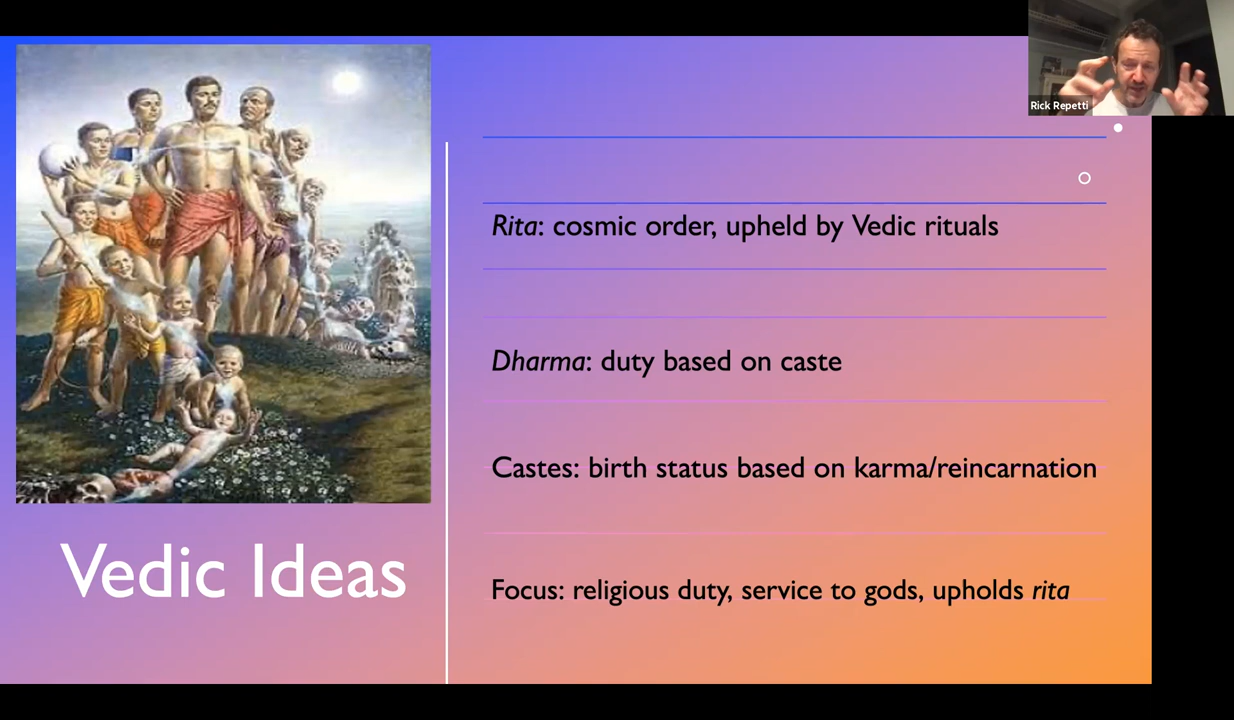 Rick Repetti
Rita: cosmic order, upheld by Vedic rituals
Dharma: duty based on caste
Castes: birth status based on karma/reincarnation
Focus: religious duty, service to gods, upholds rita
Vedic Ideas